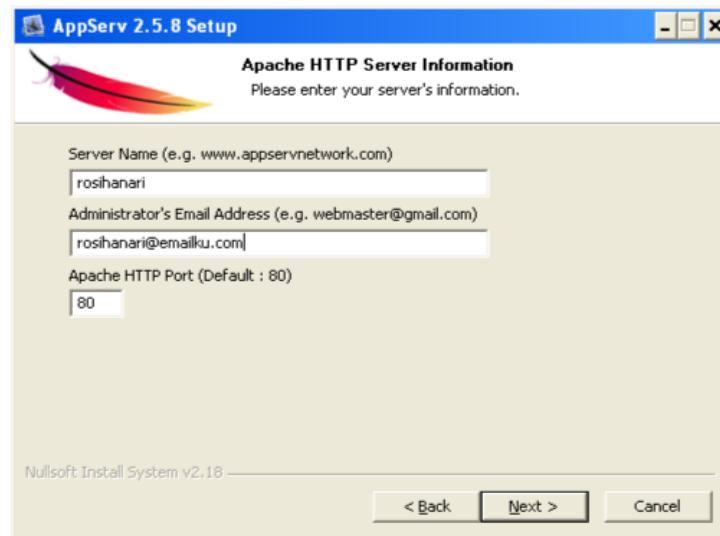 AppServ 2.5.8 Setup
Apache HTTP Server Information
Please enter your server's information.
Server Name (e.g. www.appservnetwork.com)
rosihanari
Administrator's Email Address (e.g. webmaster@gmail.com)
rosihanari@emailku.com
Apache HTTP Port (Default : 80)
80
Nullsoft Install System v2.18
< Back Next > Cancel